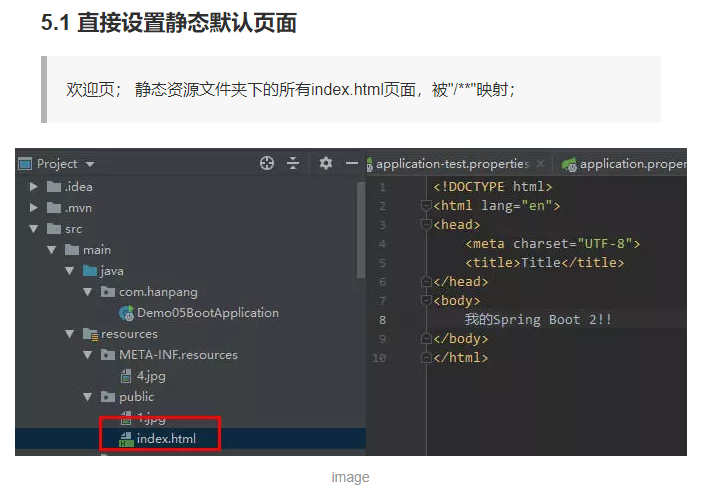 5.1 直接设置静态默认页面
欢迎页； 静态资源文件夹下的所有index.html页面，被"/**"映射；
Project
application-test.properties
application.proper
.idea
.mvn
src
main
java
com.hanpang
Demo05BootApplication
resources
META-INF.resources
4.jpg
public
1.jpg
index.html
1 <!DOCTYPE html>
2 <html lang="en">
3 <head>
4 <meta charset="UTF-8">
5 <title>Title</title>
6 </head>
7 <body>
8 我的Spring Boot 2!!
9 </body>
10 </html>
image